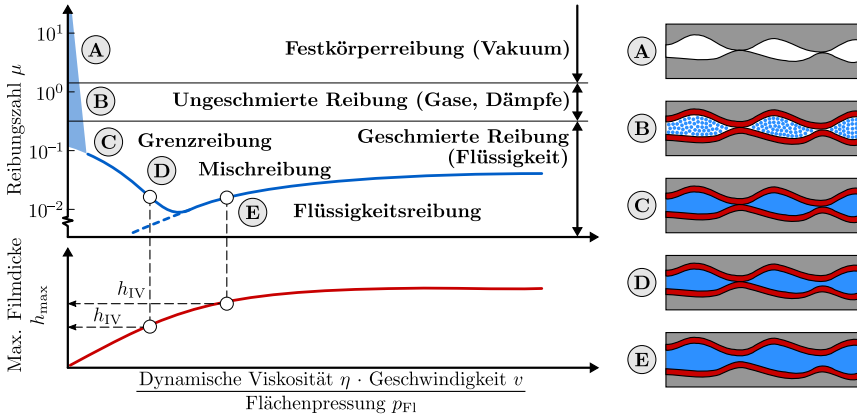 Reibungszahl μ
10¹
10⁰
10⁻¹
10⁻²
A
B
C
D
E
Festkörperreibung (Vakuum)
Ungeschmierte Reibung (Gase, Dämpfe)
Geschmierte Reibung
(Flüssigkeit)
Grenzreibung
Mischreibung
Flüssigkeitsreibung
Max. Filmdicke
h_max
h_IV
h_IV
Dynamische Viskosität η · Geschwindigkeit v
Flächenpressung p_Fl
A
B
C
D
E